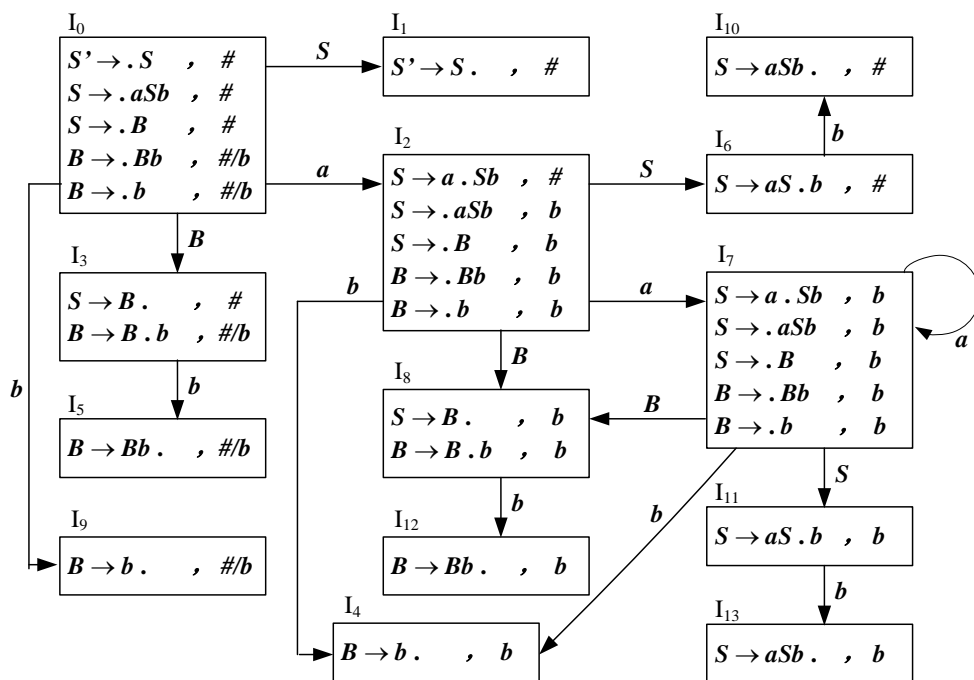 I0
S' → . S , #
S → . aSb , #
S → . B , #
B → . Bb , #/b
B → . b , #/b
S
I1
S' → S . , #
I10
S → aSb . , #
b
I6
S → aS . b , #
a
I2
S → a . Sb , #
S → . aSb , b
S → . B , b
B → . Bb , b
B → . b , b
S
B
I3
S → B . , #
B → B . b , #/b
b
a
I7
S → a . Sb , b
S → . aSb , b
S → . B , b
B → . Bb , b
B → . b , b
a
b
b
I5
B → Bb . , #/b
B
I8
S → B . , b
B → B . b , b
B
S
I9
B → b . , #/b
b
I12
B → Bb . , b
b
I11
S → aS . b , b
b
I4
B → b . , b
I13
S → aSb . , b